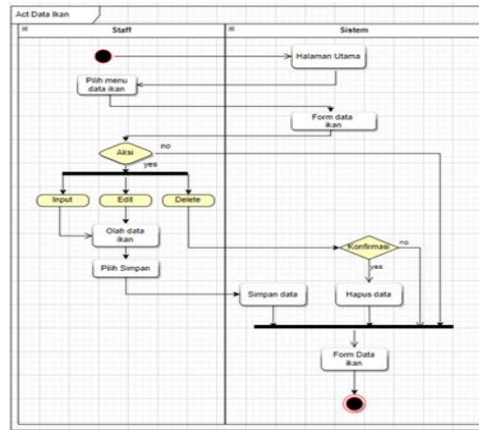 Act Data Ikan
Staff
Sistem
Halaman Utama
Pilih menu
data ikan
Form data
ikan
Aksi
no
yes
Input
Edit
Delete
Olah data
ikan
Konfirmasi
no
Pilih Simpan
yes
Simpan data
Hapus data
Form Data
ikan